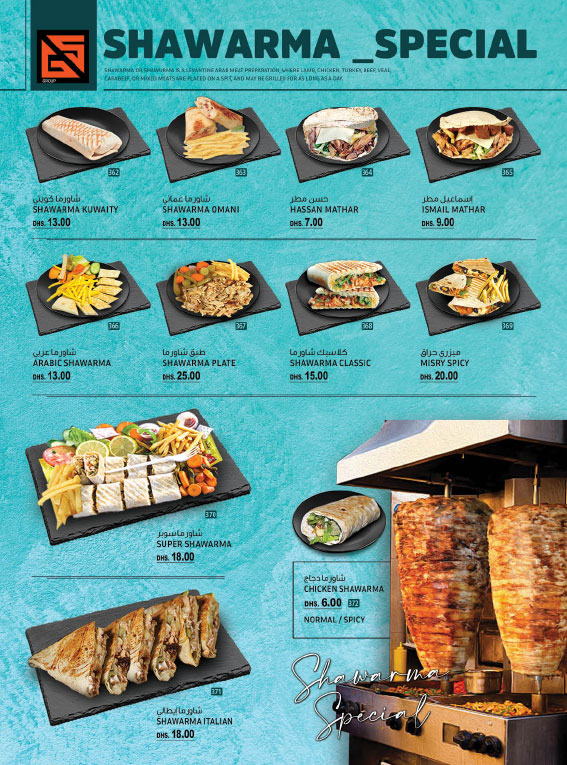 GROUP
SHAWARMA _SPECIAL
SHAWARMA OR SHAWURMA IS A LEVANTINE ARAB MEAT PREPARATION, WHERE LAMB, CHICKEN, TURKEY, BEEF, VEAL,
OR MIXED MEATS ARE PLACED ON A SPIT, AND MAY BE GRILLED FOR AS LONG AS A DAY.
362
363
364
365
شاورما كويتي
SHAWARMA KUWAITY
DHS. 13.00
شاورما عماني
SHAWARMA OMANI
DHS. 13.00
حسن مطر
HASSAN MATHAR
DHS. 7.00
اسماعيل مطر
ISMAIL MATHAR
DHS. 9.00
366
367
368
369
شاورما عربي
ARABIC SHAWARMA
DHS. 13.00
طبق شاورما
SHAWARMA PLATE
DHS. 25.00
كلاسيك شاورما
SHAWARMA CLASSIC
DHS. 15.00
ميزري حراق
MISRY SPICY
DHS. 20.00
370
شاورما سوبر
SUPER SHAWARMA
DHS. 18.00
شاورما دجاج
CHICKEN SHAWARMA
DHS. 6.00 372
NORMAL / SPICY
371
شاورما ايطالي
SHAWARMA ITALIAN
DHS. 18.00
Shawarma
Special